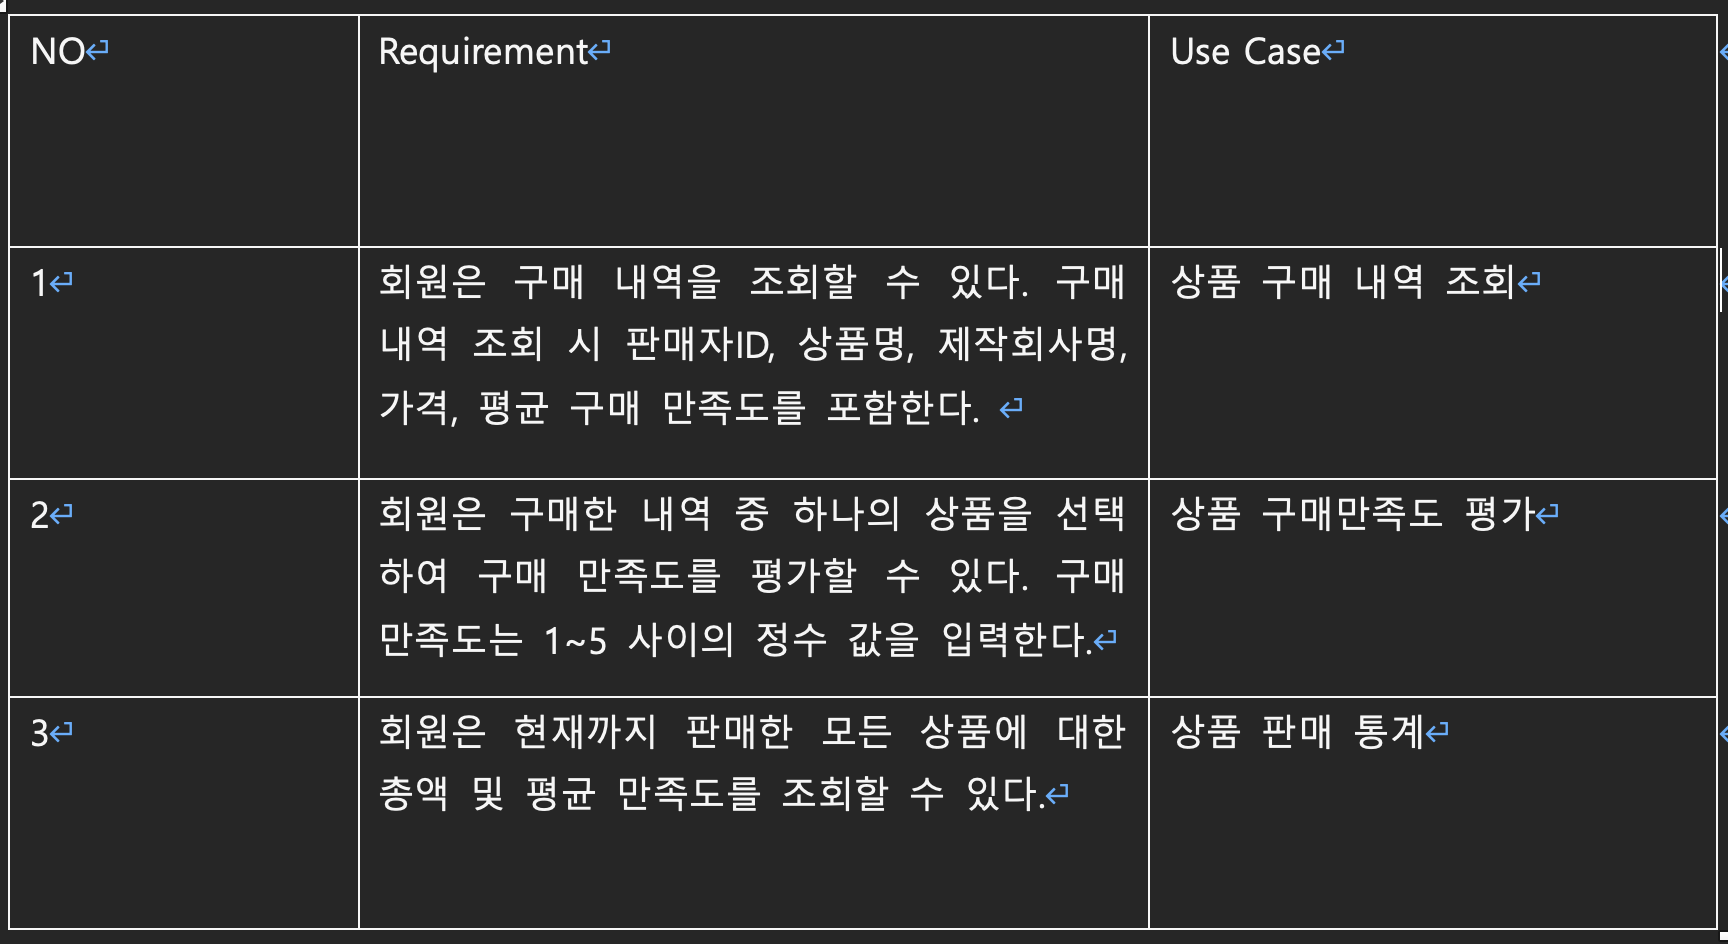 NO
Requirement
Use Case
1
회원은 구매 내역을 조회할 수 있다. 구매
내역 조회 시 판매자ID, 상품명, 제작회사명,
가격, 평균 구매 만족도를 포함한다.
상품 구매 내역 조회
2
회원은 구매한 내역 중 하나의 상품을 선택
하여 구매 만족도를 평가할 수 있다. 구매
만족도는 1~5 사이의 정수 값을 입력한다.
상품 구매만족도 평가
3
회원은 현재까지 판매한 모든 상품에 대한
총액 및 평균 만족도를 조회할 수 있다.
상품 판매 통계